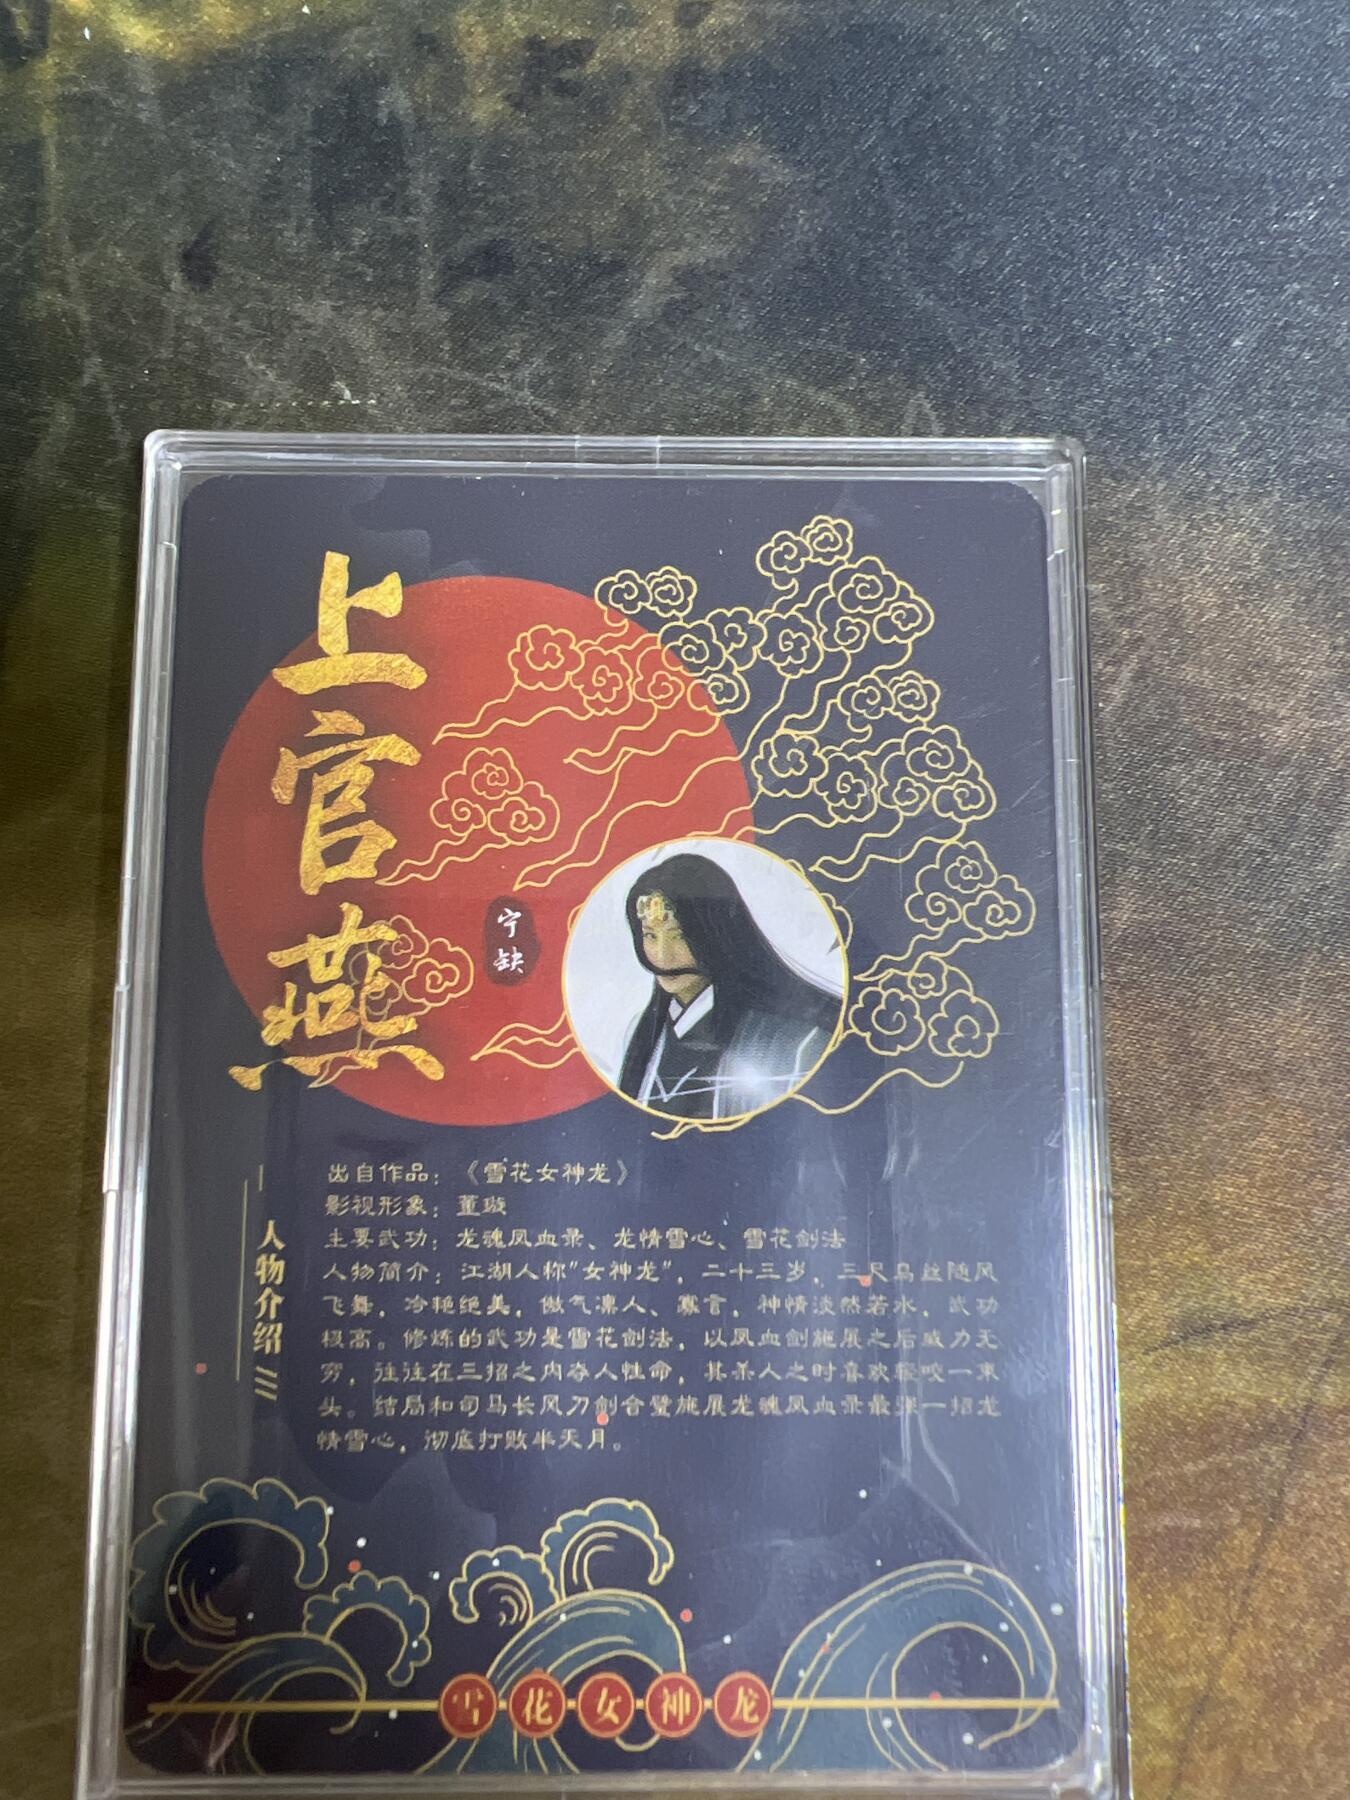 上官燕
宁缺
人物介绍
出自作品：《雪花女神龙》
影视形象：董璇
主要武功：龙魂凤血录、龙情雪心、雪花剑法
人物简介：江湖人称"女神龙"，二十三岁，三尺乌丝随风
飞舞，冷艳绝美，傲气凛人、寡言，神情淡然若水，武功
极高。修炼的武功是雪花剑法，以凤血剑施展之后威力无
穷，往往在三招之内夺人性命，其杀人之时喜欢轻咬一束
头。结局和司马长风刀剑合璧施展龙魂凤血录最强一招龙
情雪心，彻底打败半天月。
雪花女神龙